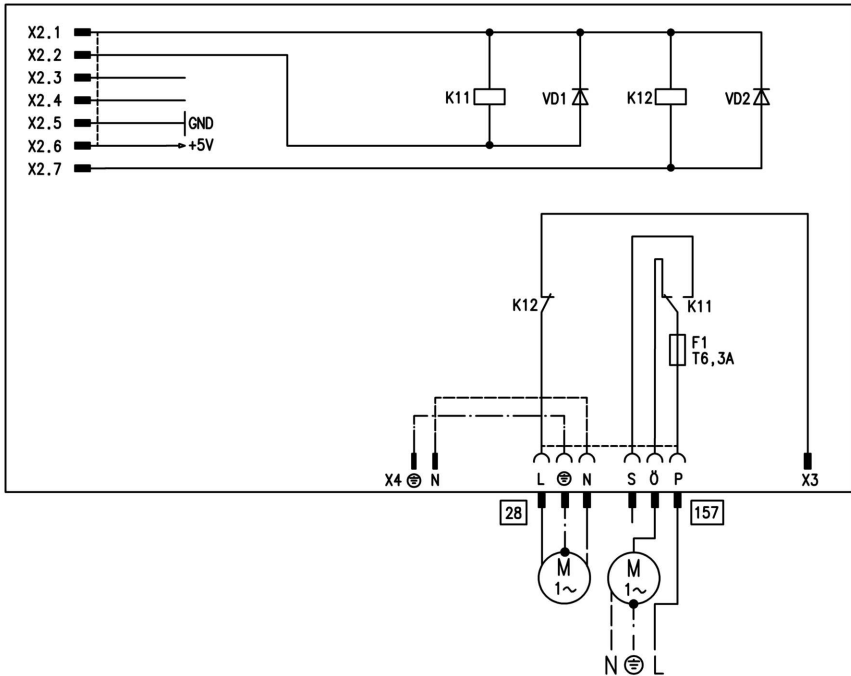 X2.1
X2.2
X2.3
X2.4
X2.5
GND
X2.6
+5V
X2.7
K11
VD1
K12
VD2
K12
K11
F1
T6,3A
X4
N
L
N
S
Ö
P
X3
28
157
M
1~
M
1~
N
L